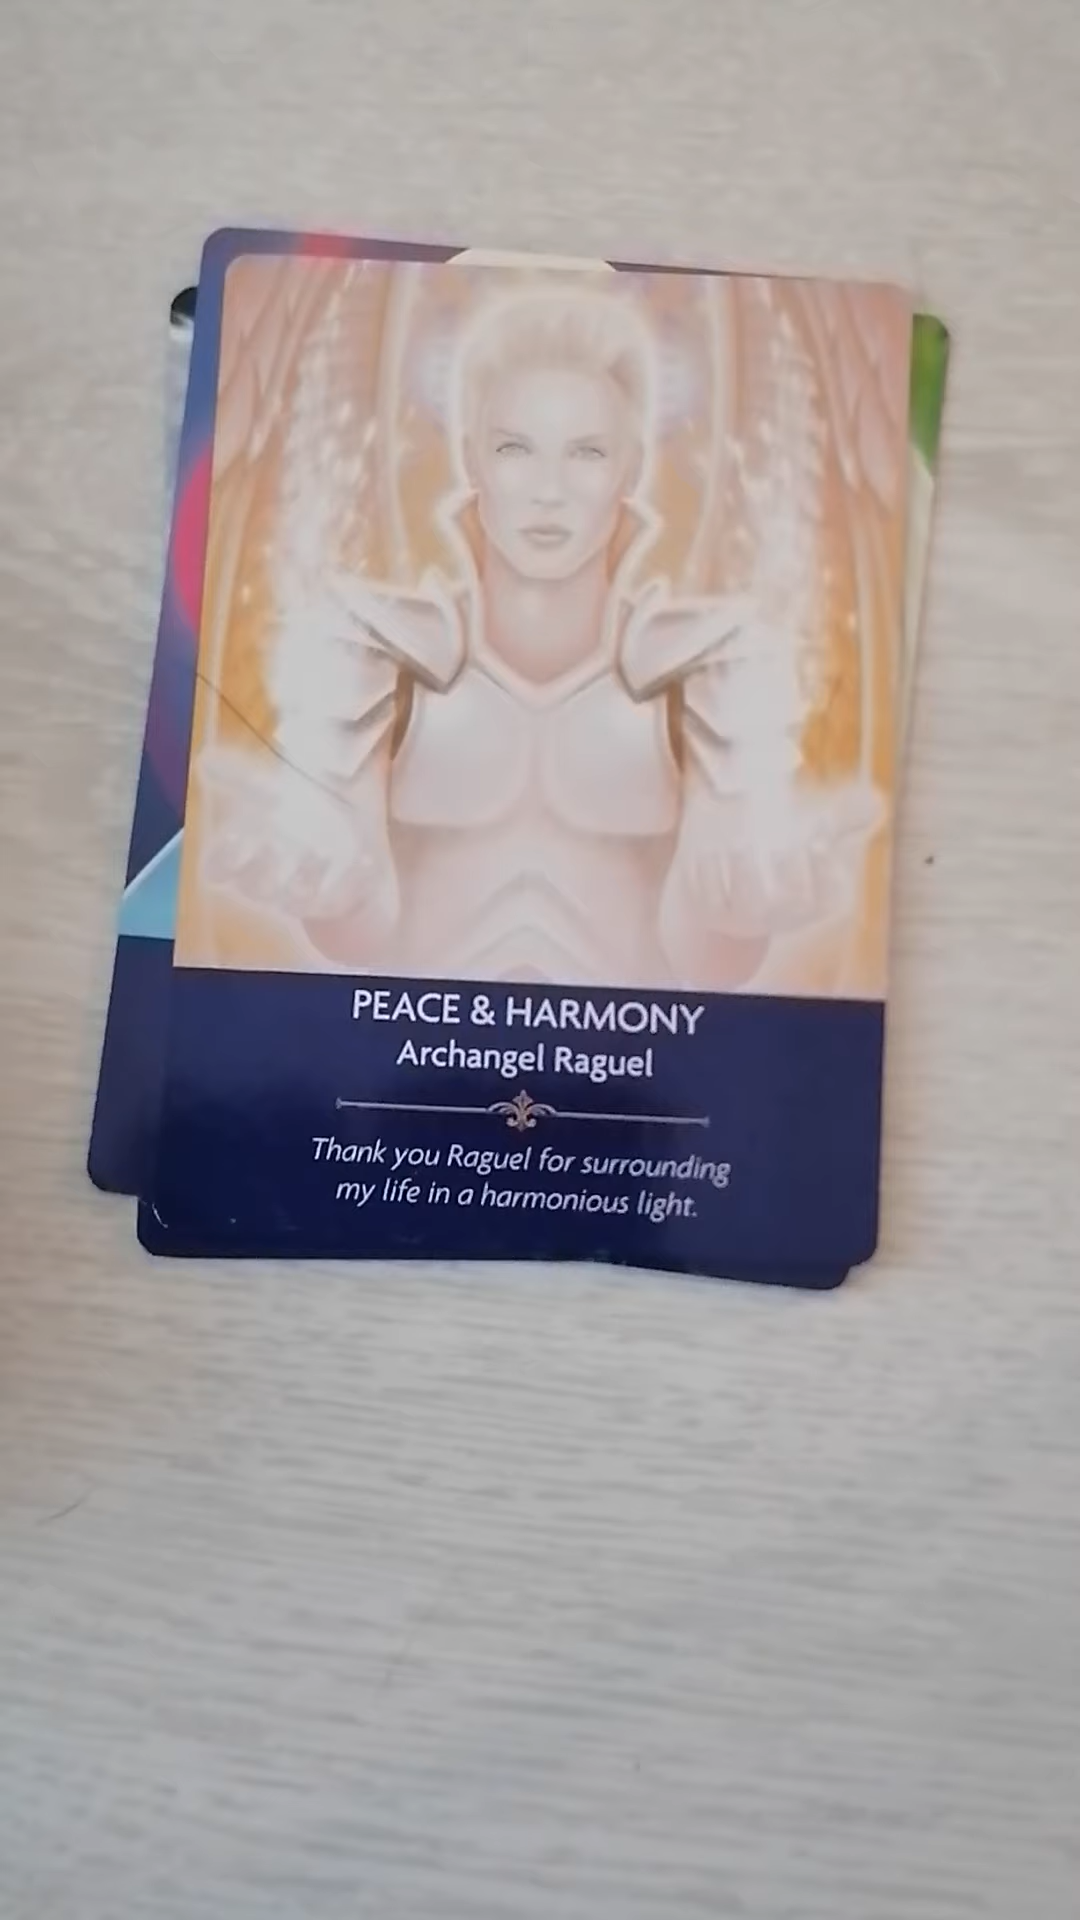 PEACE & HARMONY
Archangel Raguel
Thank you Raguel for surrounding
my life in a harmonious light.